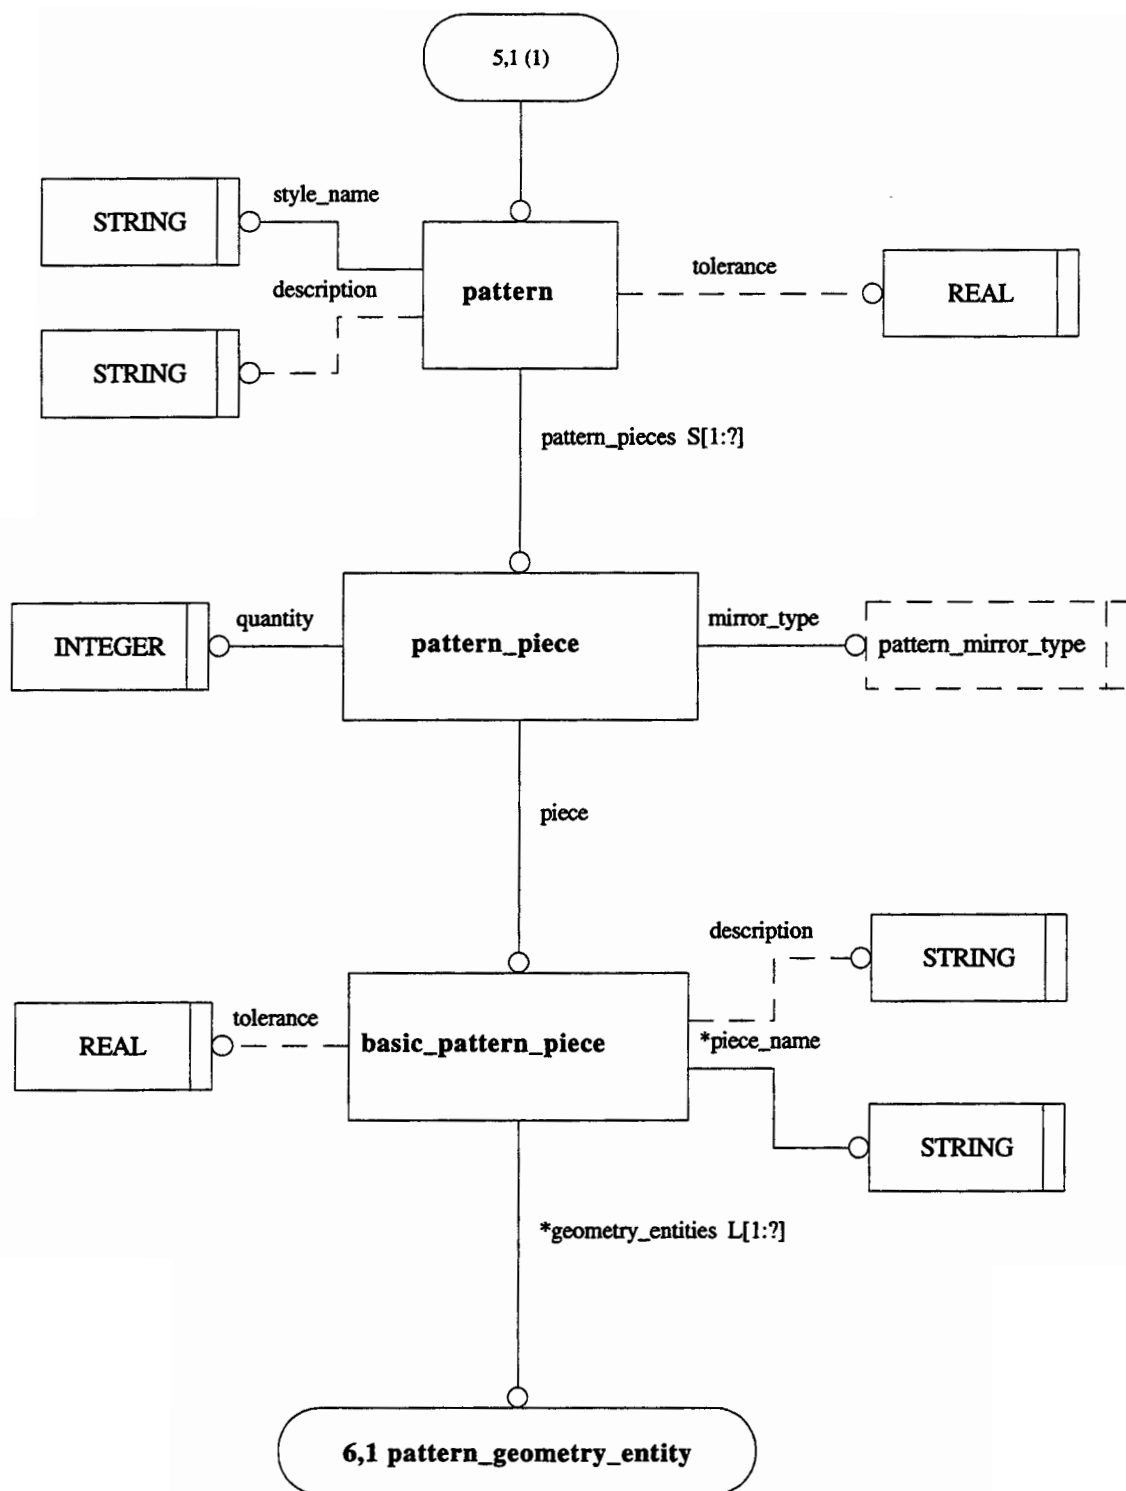 5,1 (1)
style_name
STRING
tolerance
pattern
REAL
description
STRING
pattern_pieces S[1:?]
quantity
mirror_type
INTEGER
pattern_piece
pattern_mirror_type
piece
description
STRING
tolerance
*piece_name
REAL
basic_pattern_piece
STRING
*geometry_entities L[1:?]
6,1 pattern_geometry_entity